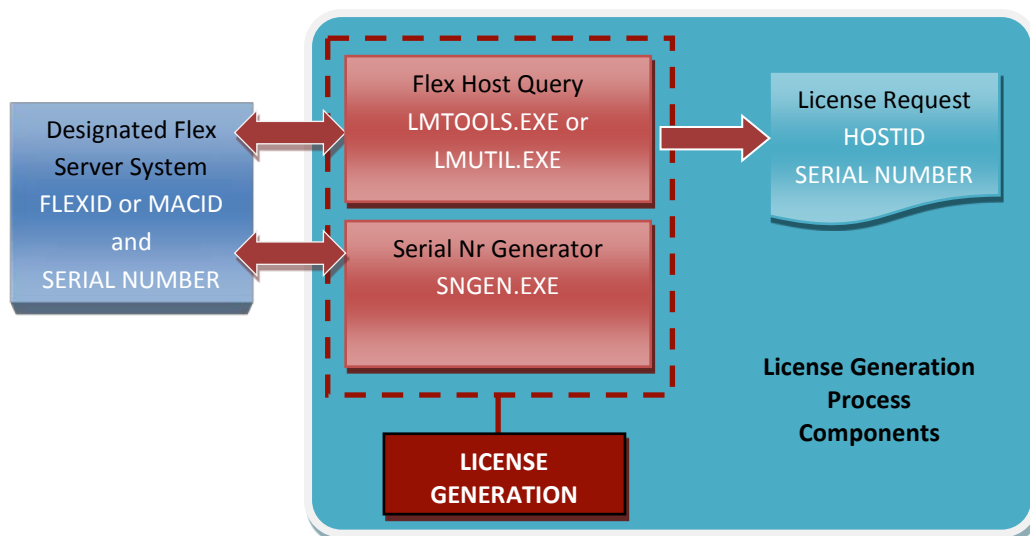 Designated Flex
Server System
FLEXID or MACID
and
SERIAL NUMBER
Flex Host Query
LMTOOLS.EXE or
LMUTIL.EXE
Serial Nr Generator
SNGEN.EXE
License Request
HOSTID
SERIAL NUMBER
License Generation
Process
Components
LICENSE
GENERATION